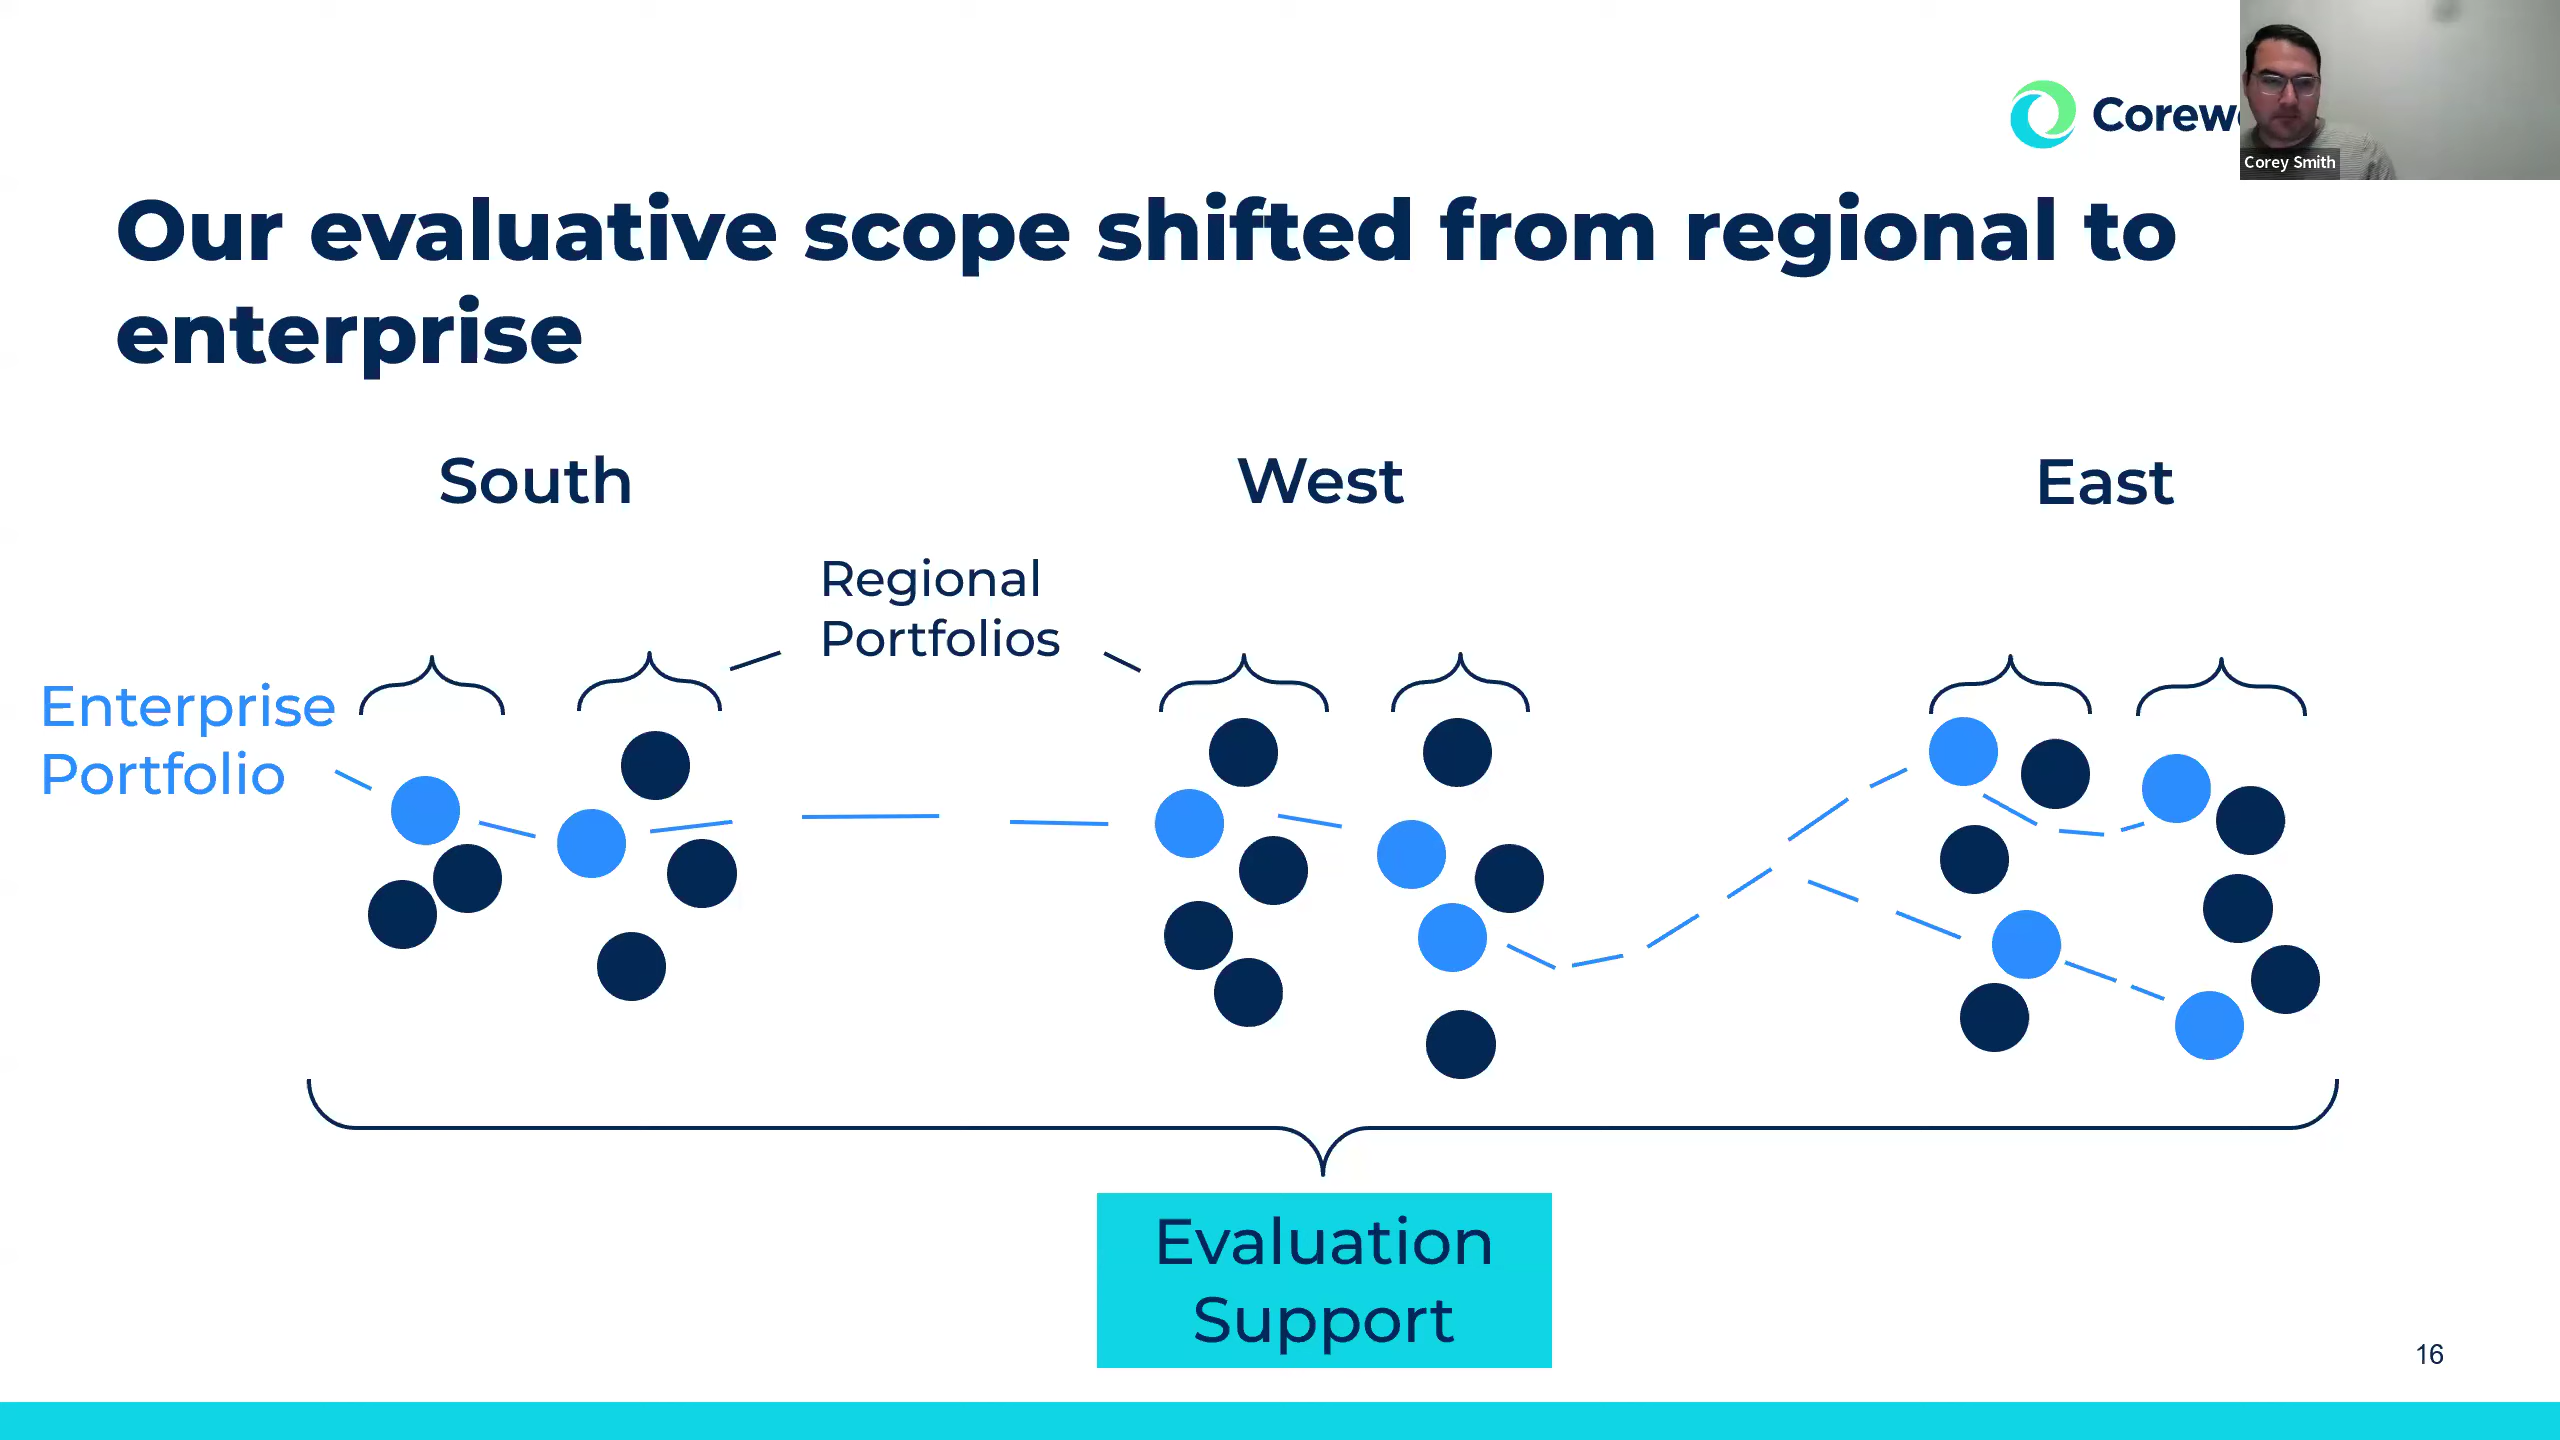 Corey Smith
Our evaluative scope shifted from regional to
enterprise
South
West
East
Regional
Portfolios
Enterprise
Portfolio
Evaluation
Support
16